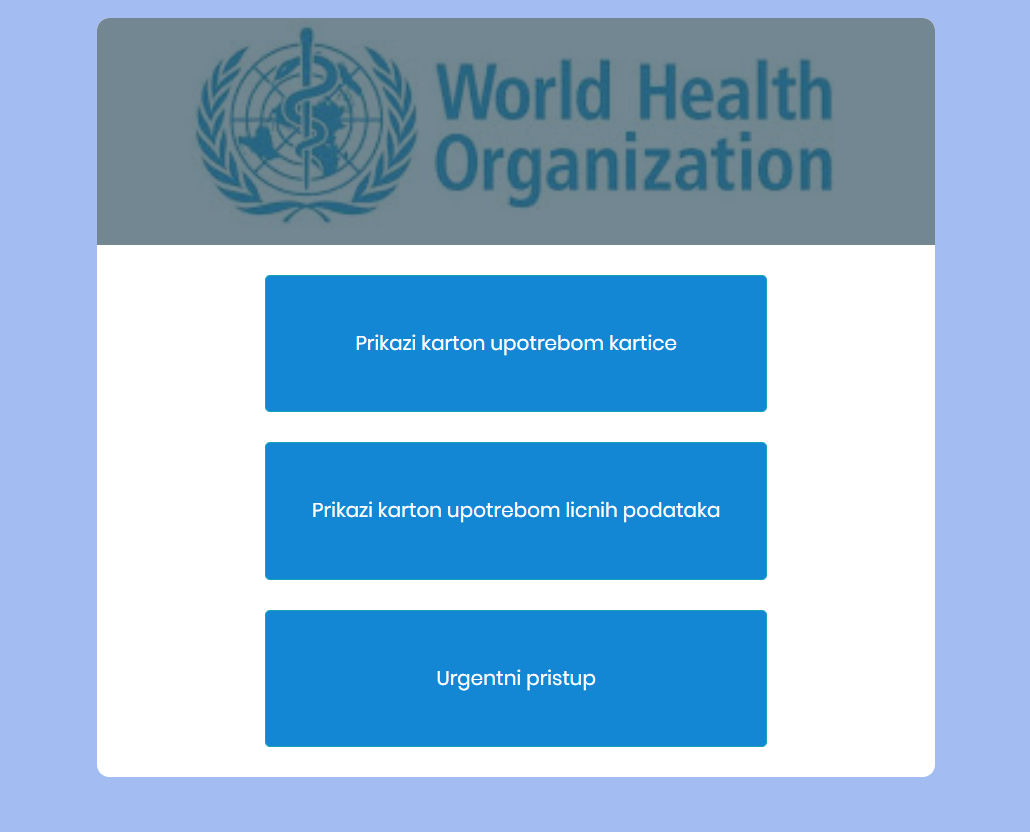 World Health
Organization
Prikazi karton upotrebom kartice
Prikazi karton upotrebom licnih podataka
Urgentni pristup